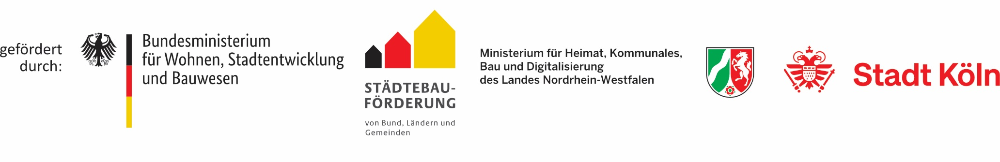 gefördert
durch:
Bundesministerium
für Wohnen, Stadtentwicklung
und Bauwesen
STÄDTEBAU-
FÖRDERUNG
von Bund, Ländern und
Gemeinden
Ministerium für Heimat, Kommunales,
Bau und Digitalisierung
des Landes Nordrhein-Westfalen
Stadt Köln